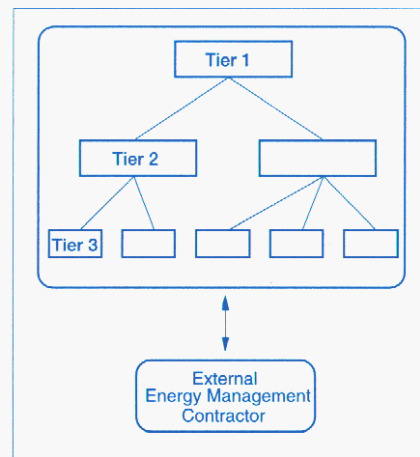 Tier 1
Tier 2
Tier 3
External
Energy Management
Contractor